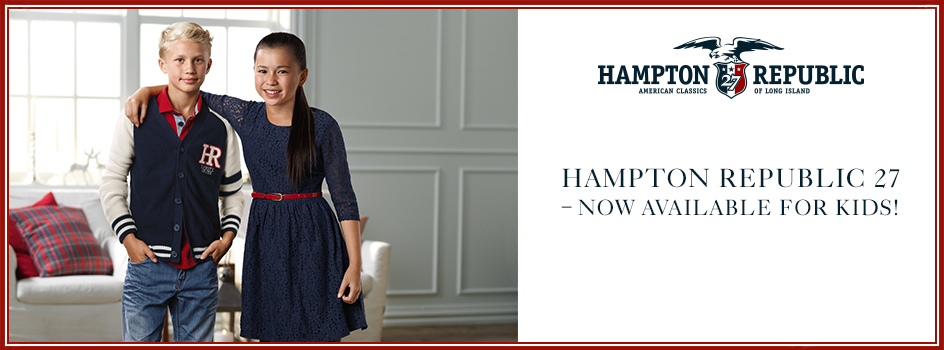 HR
HAMPTON 27 REPUBLIC
AMERICAN CLASSICS OF LONG ISLAND
HAMPTON REPUBLIC 27
– NOW AVAILABLE FOR KIDS!